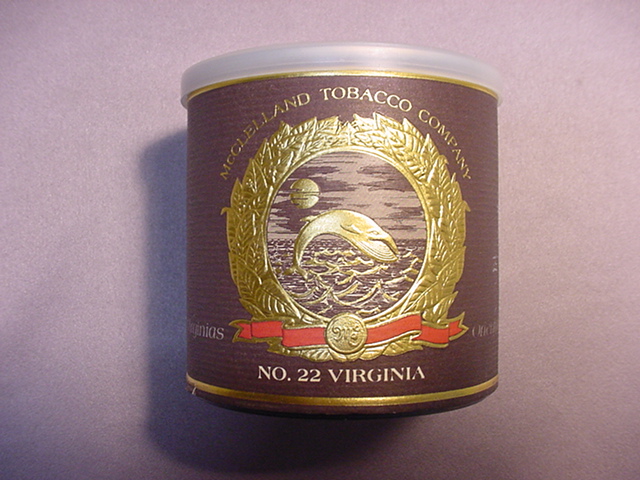 McCLELLAND TOBACCO COMPANY
NO. 22 VIRGINIA